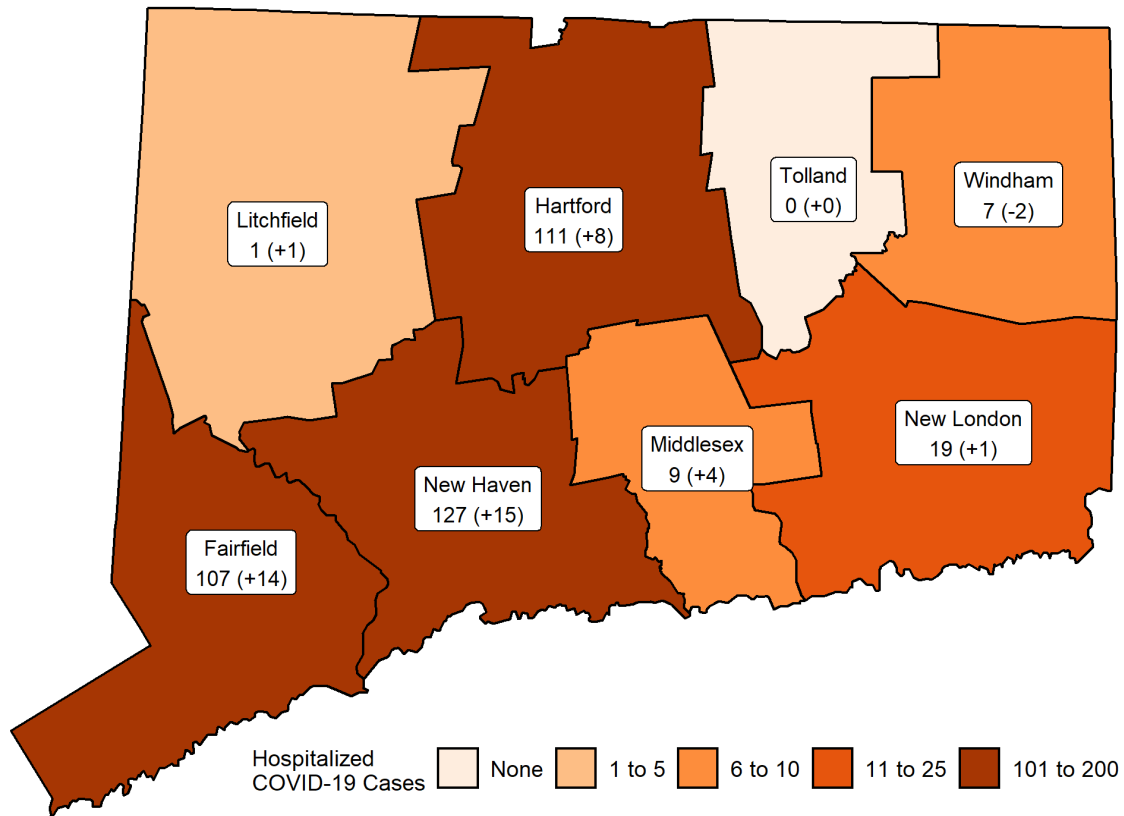 Tolland
0 (+0)
Windham
7 (-2)
Litchfield
1 (+1)
Hartford
111 (+8)
New London
19 (+1)
Middlesex
9 (+4)
New Haven
127 (+15)
Fairfield
107 (+14)
Hospitalized
COVID-19 Cases
None
1 to 5
6 to 10
11 to 25
101 to 200